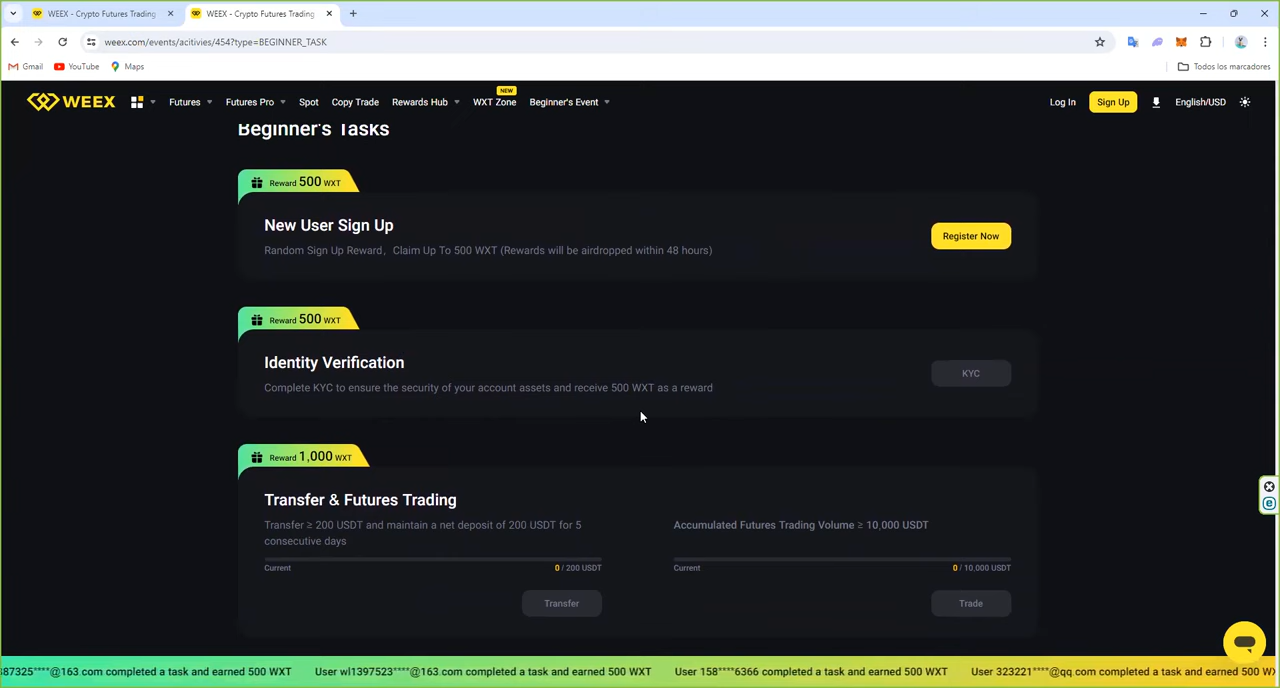 WEEX - Crypto Futures Trading
WEEX - Crypto Futures Trading
weex.com/events/acitivies/454?type=BEGINNER_TASK
Gmail
YouTube
Maps
Todos los marcadores
WEEX
Futures
Futures Pro
Spot
Copy Trade
Rewards Hub
NEW
WXT Zone
Beginner's Event
Log In
Sign Up
English/USD
Beginner's Tasks
Reward 500 WXT
New User Sign Up
Random Sign Up Reward, Claim Up To 500 WXT (Rewards will be airdropped within 48 hours)
Register Now
Reward 500 WXT
Identity Verification
Complete KYC to ensure the security of your account assets and receive 500 WXT as a reward
KYC
Reward 1,000 WXT
Transfer & Futures Trading
Transfer ≥ 200 USDT and maintain a net deposit of 200 USDT for 5
consecutive days
Current
0 / 200 USDT
Transfer
Accumulated Futures Trading Volume ≥ 10,000 USDT
Current
0 / 10,000 USDT
Trade
87325****@163.com completed a task and earned 500 WXT
User wl1397523****@163.com completed a task and earned 500 WXT
User 158****6366 completed a task and earned 500 WXT
User 323221****@qq.com completed a task and earned 500